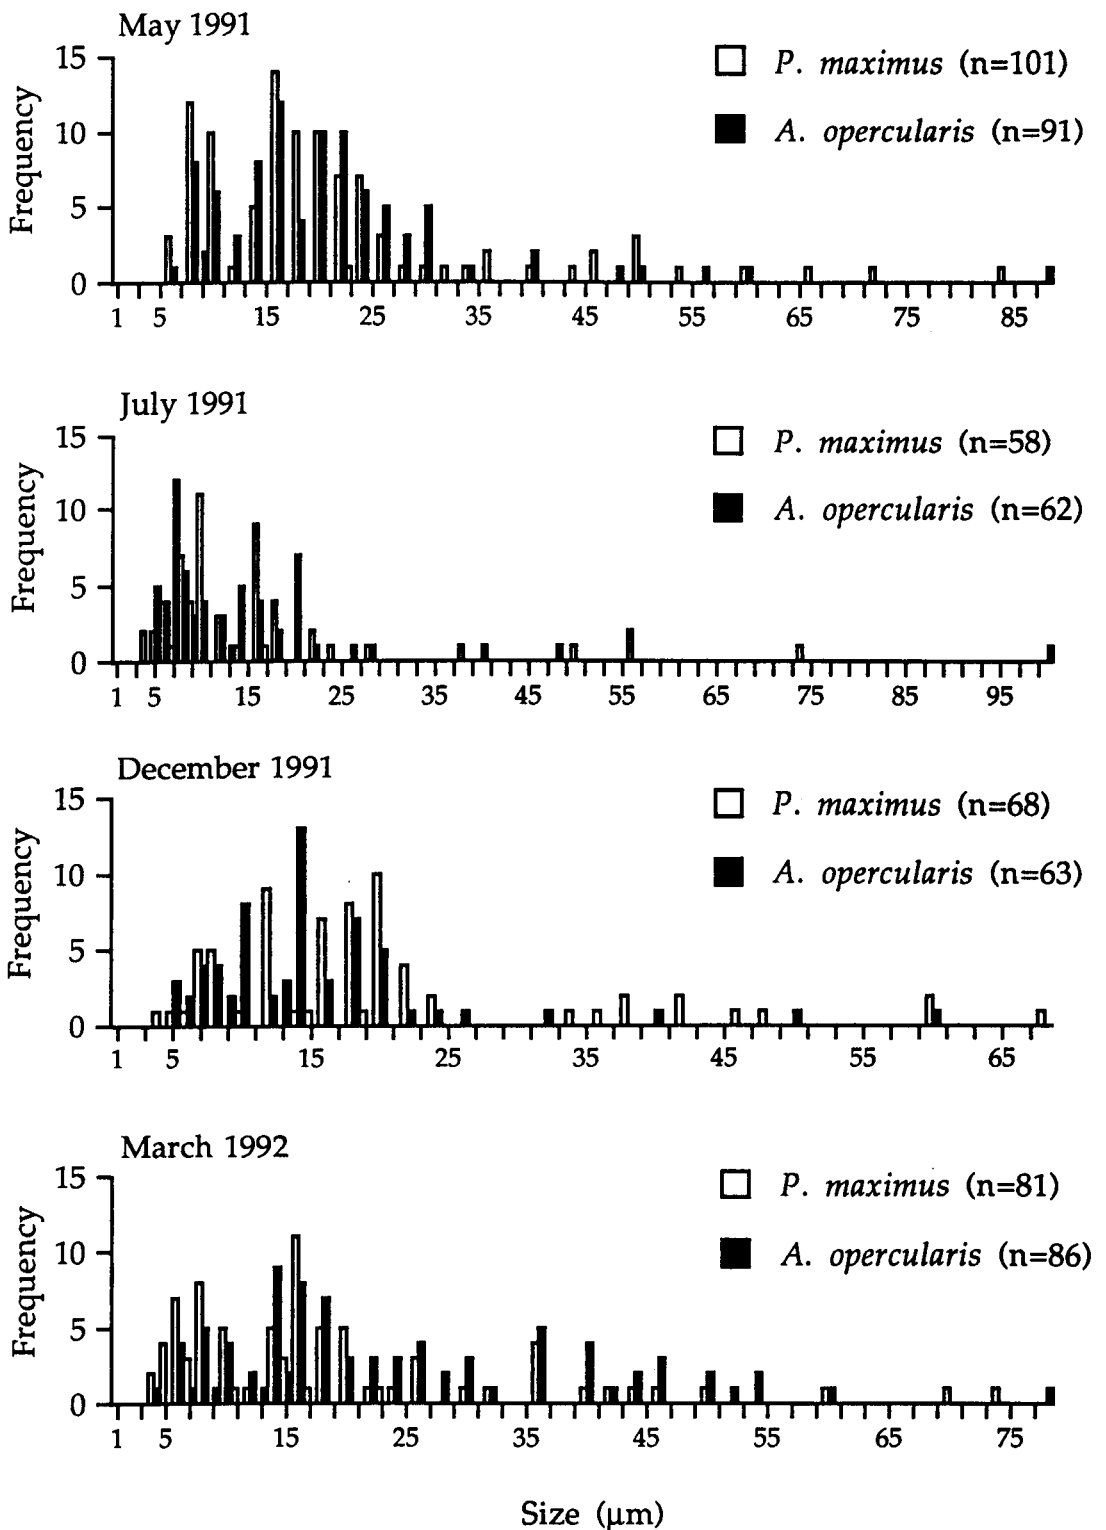 May 1991
15
10
5
0
Frequency
P. maximus (n=101)
A. opercularis (n=91)
1 5 15 25 35 45 55 65 75 85
July 1991
15
10
5
0
Frequency
P. maximus (n=58)
A. opercularis (n=62)
1 5 15 25 35 45 55 65 75 85 95
December 1991
15
10
5
0
Frequency
P. maximus (n=68)
A. opercularis (n=63)
1 5 15 25 35 45 55 65
March 1992
15
10
5
0
Frequency
P. maximus (n=81)
A. opercularis (n=86)
1 5 15 25 35 45 55 65 75
Size (μm)